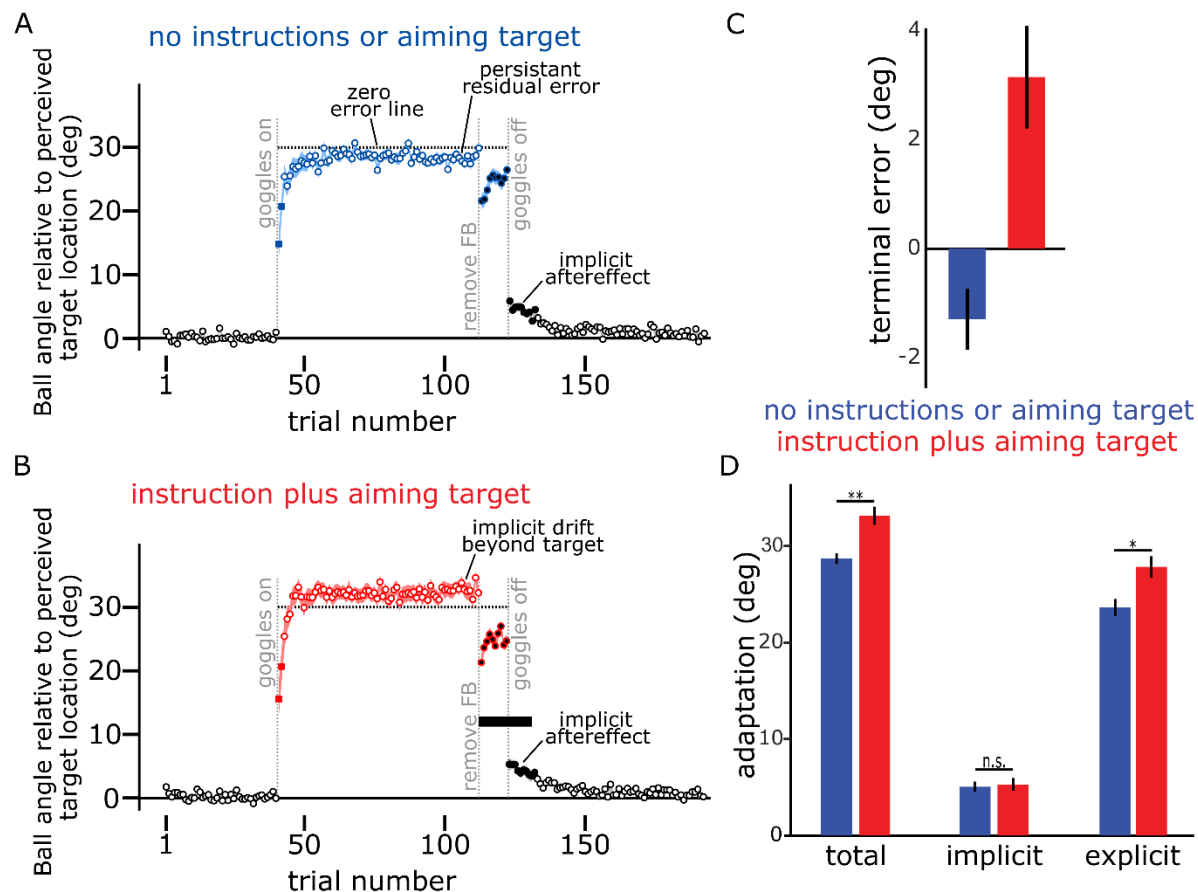 A
no instructions or aiming target
Ball angle relative to perceived
target location (deg)
30
20
10
0
goggles on
zero
error line
persistant
residual error
remove FB
goggles off
implicit
aftereffect
1
50
100
150
trial number
B
instruction plus aiming target
Ball angle relative to perceived
target location (deg)
30
20
10
0
goggles on
implicit drift
beyond target
remove FB
goggles off
implicit
aftereffect
1
50
100
150
trial number
C
terminal error (deg)
4
2
0
-2
no instructions or aiming target
instruction plus aiming target
D
adaptation (deg)
30
20
10
0
**
n.s.
*
total
implicit
explicit